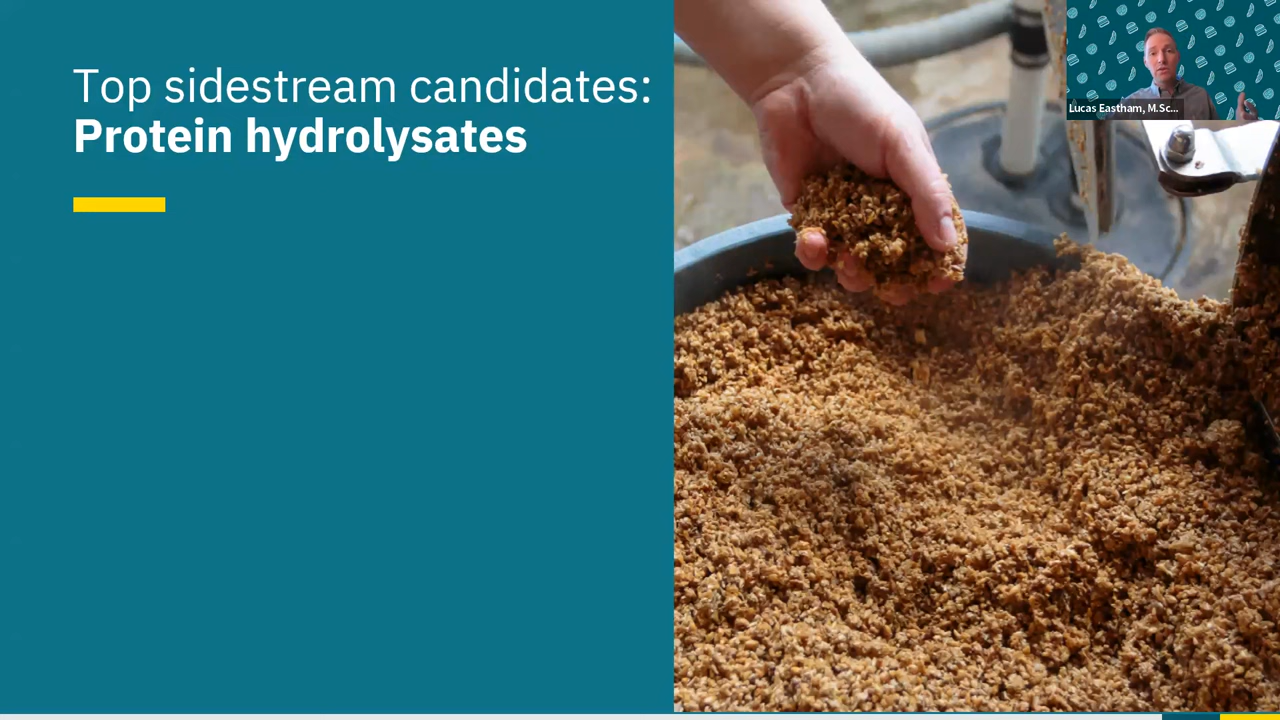 Top sidestream candidates:
Protein hydrolysates
Lucas Eastham, M.Sc...